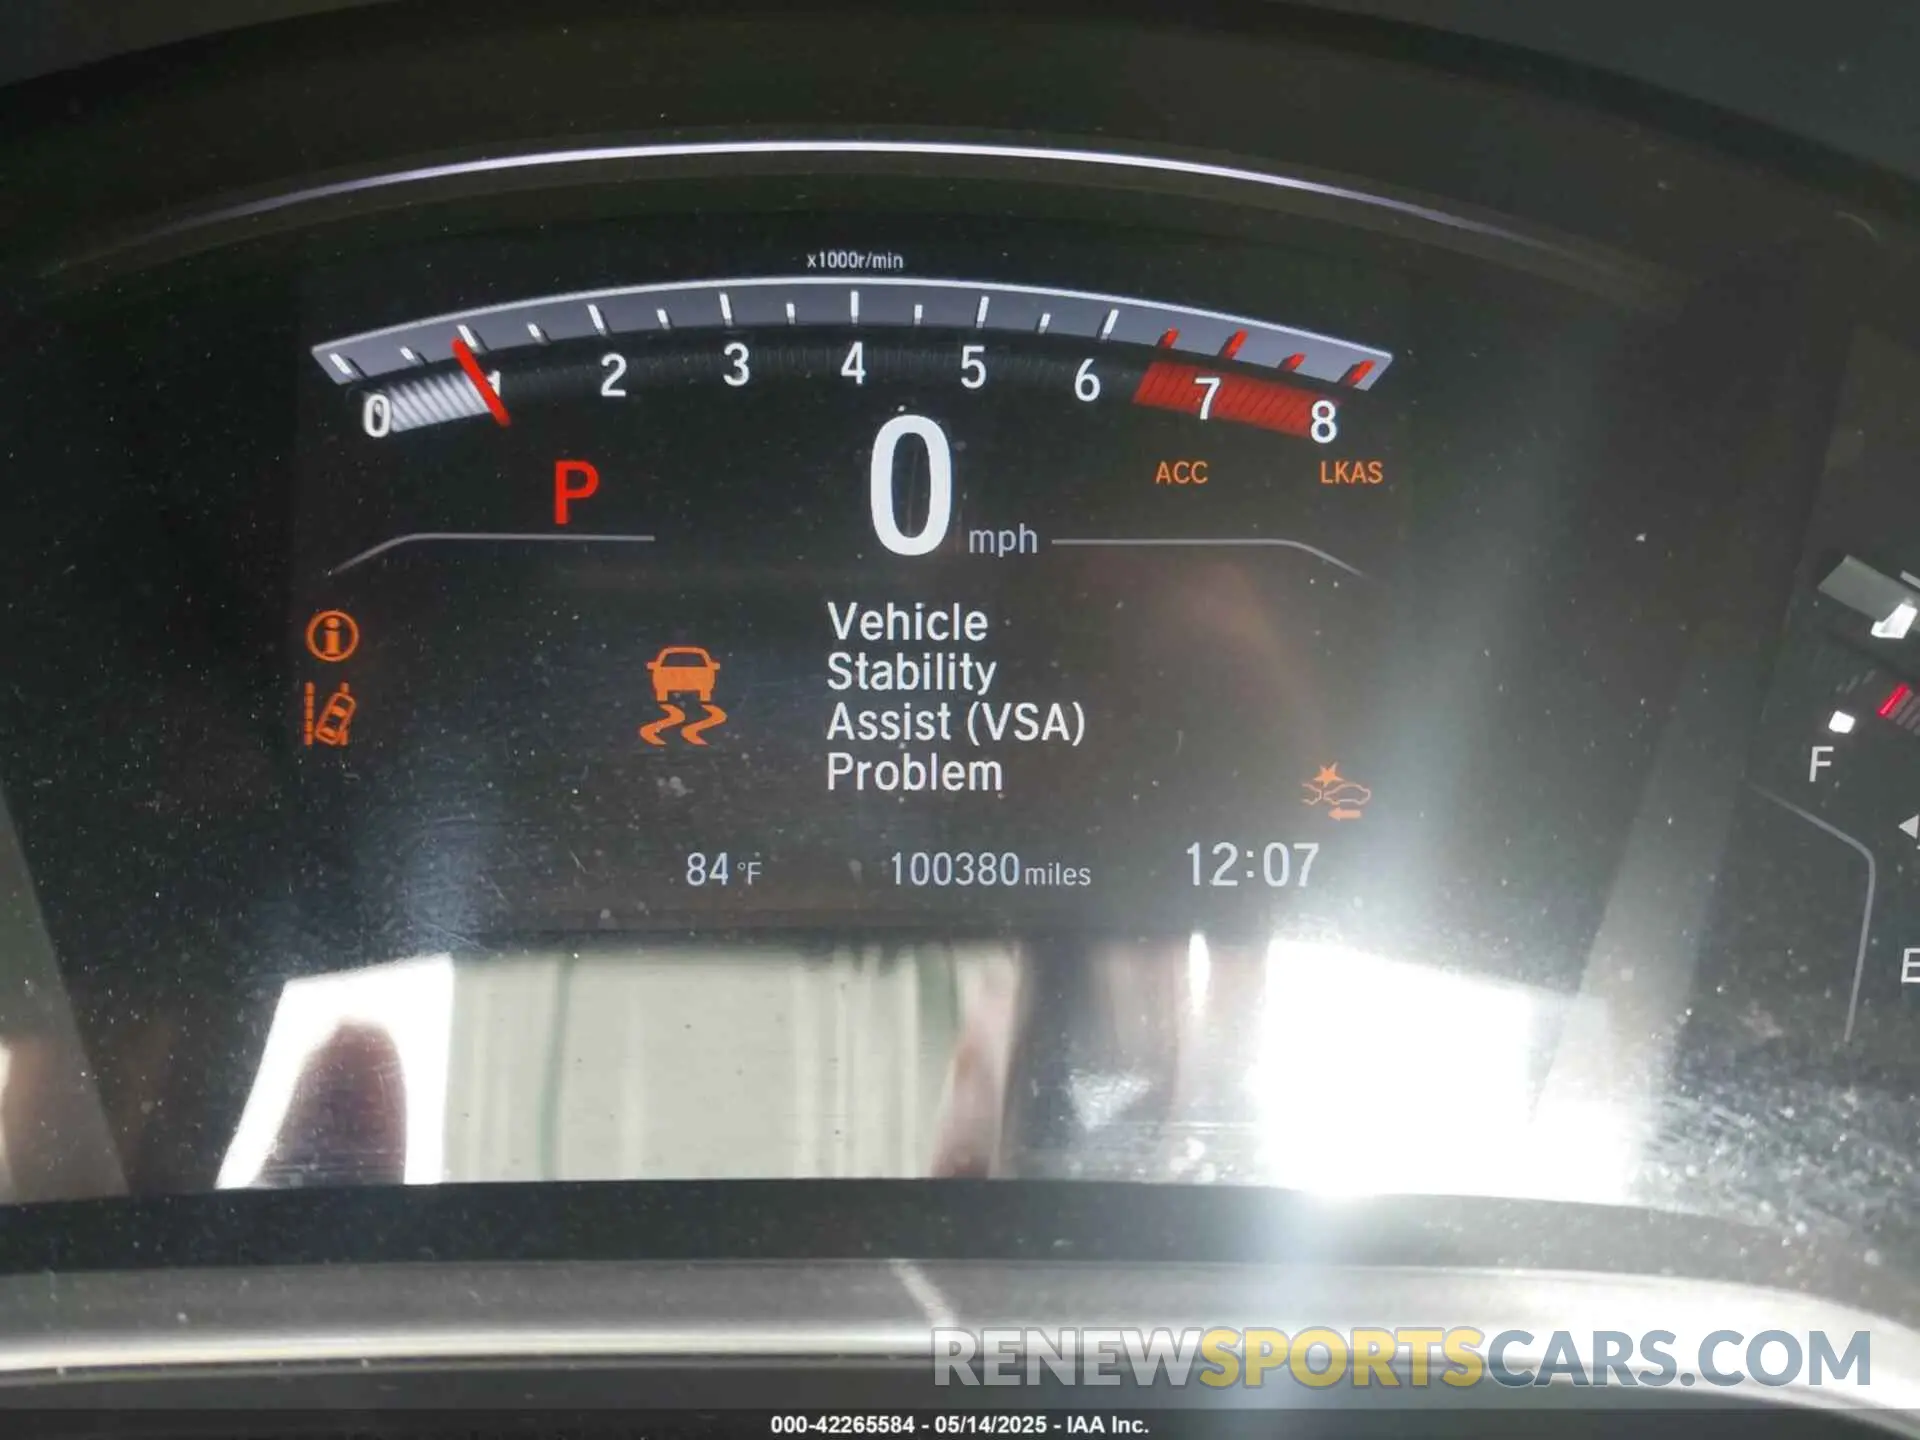 x1000r/min
0 1 2 3 4 5 6 7 8
P 0 mph ACC LKAS
Vehicle
Stability
Assist (VSA)
Problem
84 °F 100380 miles 12:07
F
E
RENEWSPORTSCARS.COM
000-42265584 - 05/14/2025 - IAA Inc.